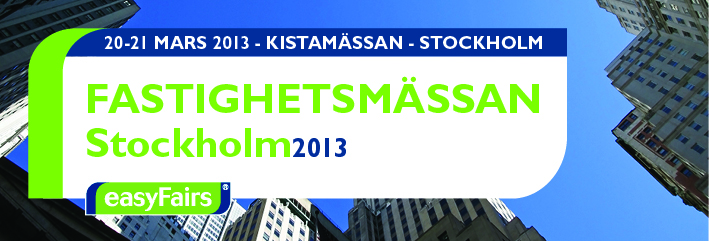 20-21 MARS 2013 - KISTAMÄSSAN - STOCKHOLM
FASTIGHETSMÄSSAN
Stockholm2013
easyFairs®